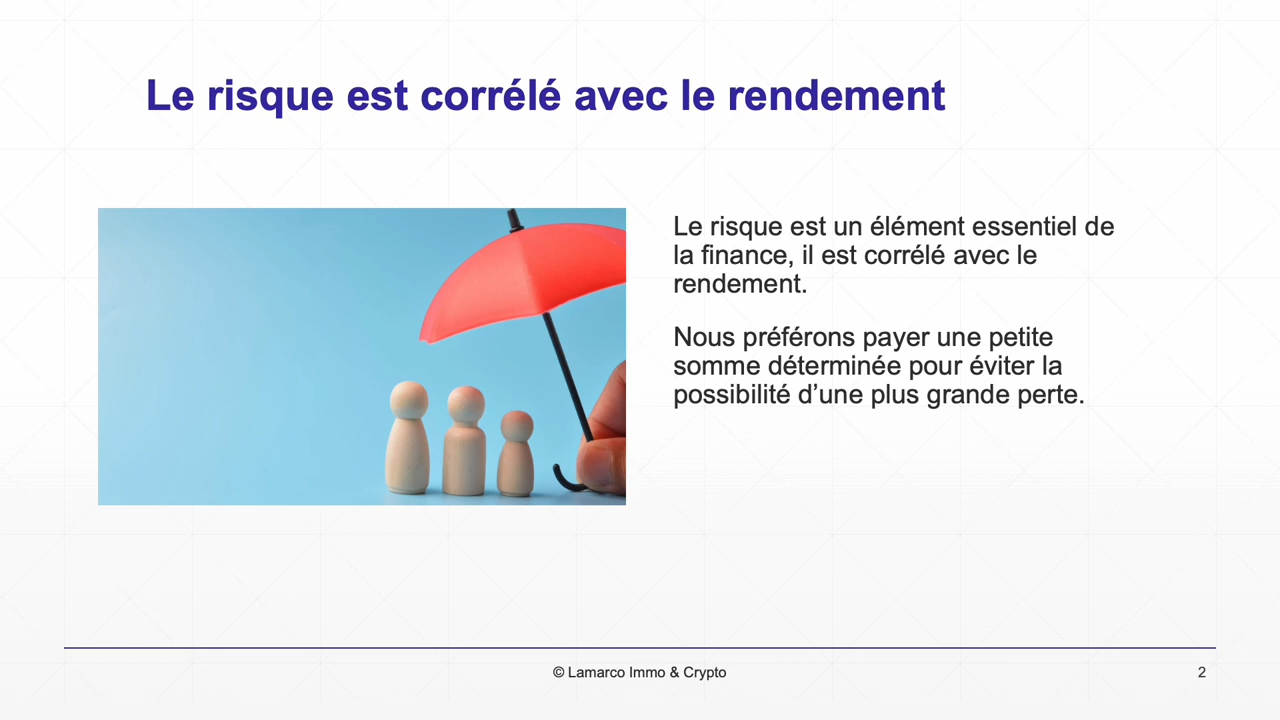 Le risque est corrélé avec le rendement
Le risque est un élément essentiel de
la finance, il est corrélé avec le
rendement.
Nous préférons payer une petite
somme déterminée pour éviter la
possibilité d’une plus grande perte.
© Lamarco Immo & Crypto
2